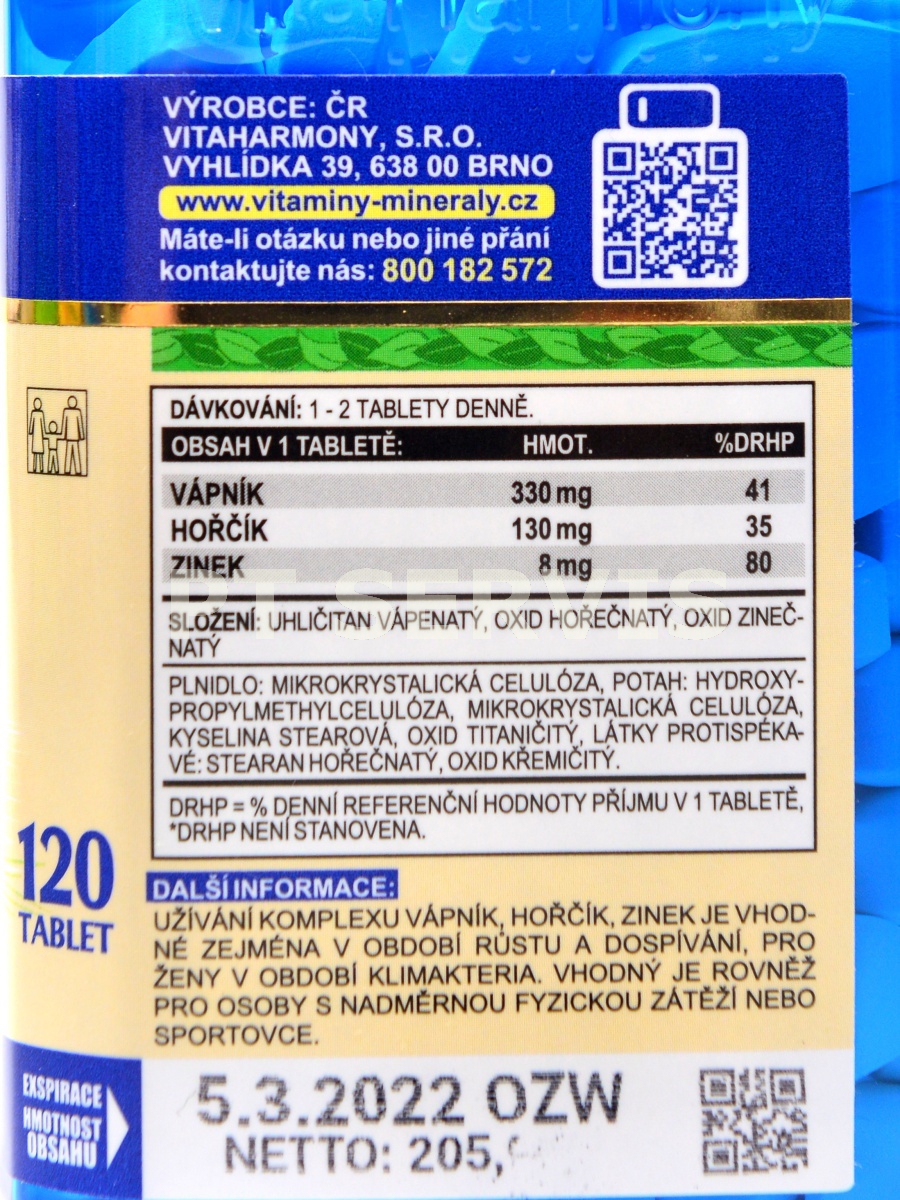 VÝROBCE: ČR
VITAHARMONY, S.R.O.
VYHLÍDKA 39, 638 00 BRNO
www.vitaminy-mineraly.cz
Máte-li otázku nebo jiné přání
kontaktujte nás: 800 182 572
DÁVKOVÁNÍ: 1 - 2 TABLETY DENNĚ.
OBSAH V 1 TABLETĚ: HMOT. %DRHP
VÁPNÍK 330 mg 41
HOŘČÍK 130 mg 35
ZINEK 8 mg 80
PT SERVIS
SLOŽENÍ: UHLIČITAN VÁPENATÝ, OXID HOŘEČNATÝ, OXID ZINEČ-
NATÝ
PLNIDLO: MIKROKRYSTALICKÁ CELULÓZA, POTAH: HYDROXY-
PROPYLMETHYLCELULÓZA, MIKROKRYSTALICKÁ CELULÓZA,
KYSELINA STEAROVÁ, OXID TITANIČITÝ, LÁTKY PROTISPÉKA-
VÉ: STEARAN HOŘEČNATÝ, OXID KŘEMIČITÝ.
DRHP = % DENNÍ REFERENČNÍ HODNOTY PŘÍJMU V 1 TABLETĚ,
*DRHP NENÍ STANOVENA.
120
TABLET
DALŠÍ INFORMACE:
UŽÍVÁNÍ KOMPLEXU VÁPNÍK, HOŘČÍK, ZINEK JE VHOD-
NÉ ZEJMÉNA V OBDOBÍ RŮSTU A DOSPÍVÁNÍ, PRO
ŽENY V OBDOBÍ KLIMAKTERIA. VHODNÝ JE ROVNĚŽ
PRO OSOBY S NADMĚRNOU FYZICKOU ZÁTĚŽÍ NEBO
SPORTOVCE.
EXSPIRACE
HMOTNOST
OBSAHU
5.3.2022 OZW
NETTO: 205,